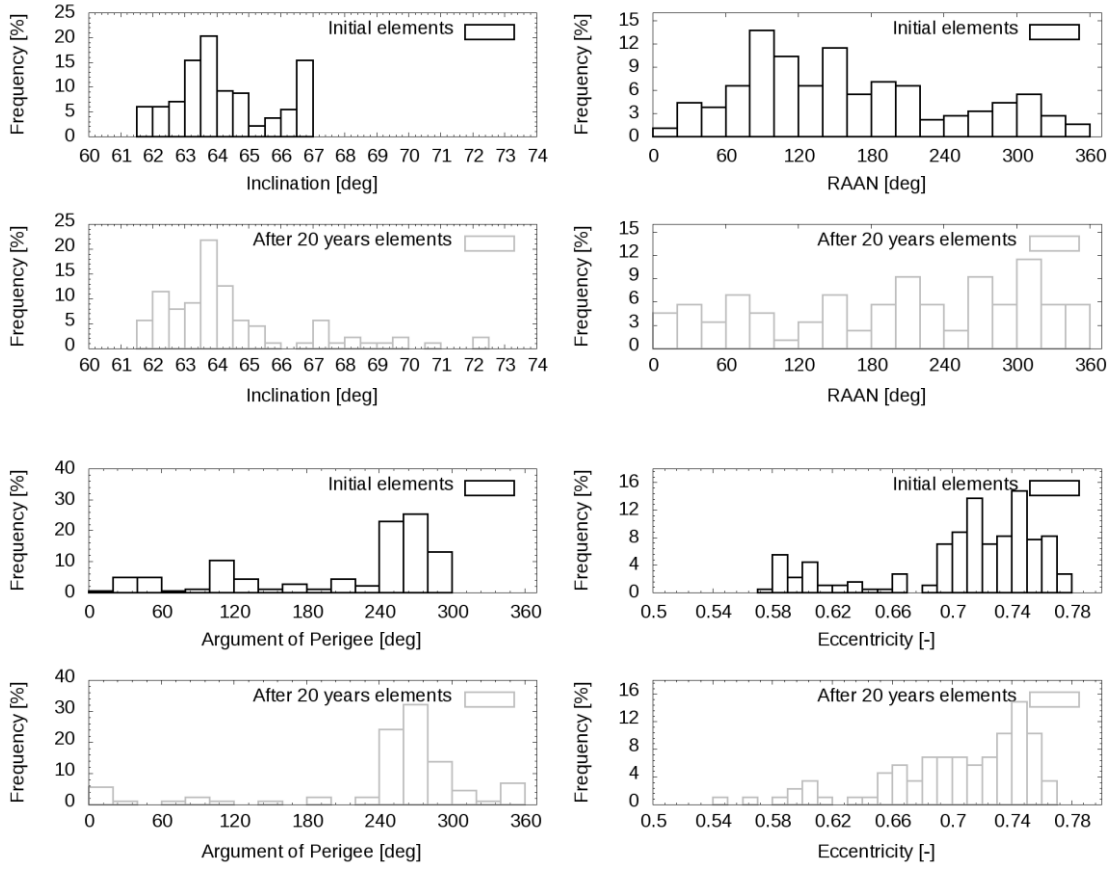 Frequency [%]
25
20
15
10
5
0
Initial elements
60 61 62 63 64 65 66 67 68 69 70 71 72 73 74
Inclination [deg]
Frequency [%]
15
12
9
6
3
0
Initial elements
0 60 120 180 240 300 360
RAAN [deg]
Frequency [%]
25
20
15
10
5
0
After 20 years elements
60 61 62 63 64 65 66 67 68 69 70 71 72 73 74
Inclination [deg]
Frequency [%]
15
12
9
6
3
0
After 20 years elements
0 60 120 180 240 300 360
RAAN [deg]
Frequency [%]
40
30
20
10
0
Initial elements
0 60 120 240 300
Argument of Perigee [deg]
Frequency [%]
16
12
8
4
0
Initial elements
0.5 0.54 0.58 0.62 0.66 0.7 0.74 0.78
Eccentricity [-]
Frequency [%]
40
30
20
10
0
After 20 years elements
0 60 120 240 300 360
Argument of Perigee [deg]
Frequency [%]
16
12
8
4
0
After 20 years elements
0.5 0.54 0.58 0.62 0.66 0.7 0.74 0.78
Eccentricity [-]